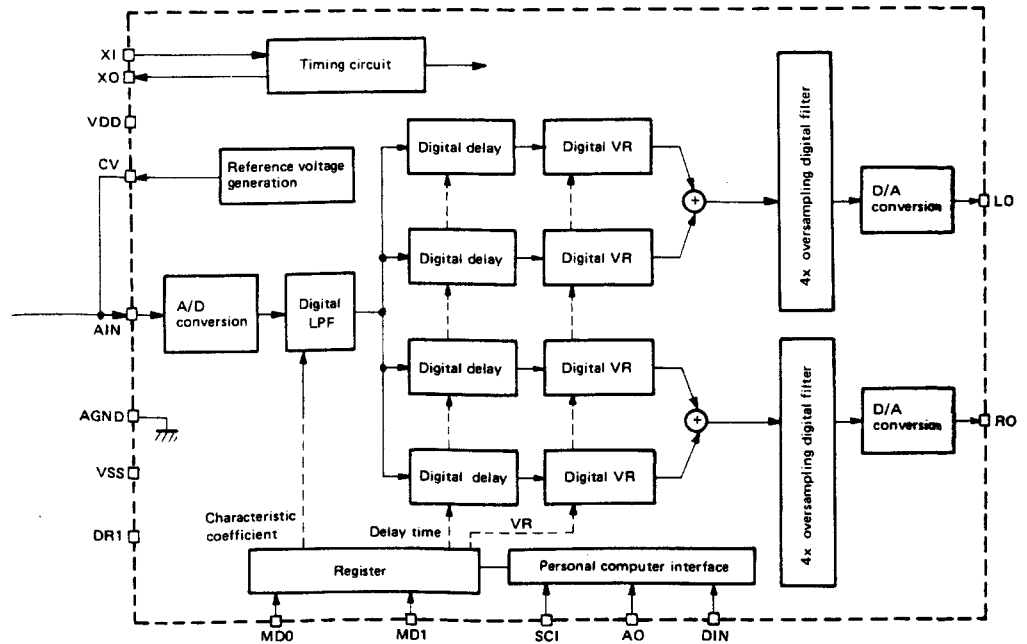 XI
XO
Timing circuit
VDD
CV
Reference voltage
generation
AIN
A/D
conversion
Digital
LPF
AGND
VSS
DR1
Digital delay
Digital VR
+
Digital delay
Digital VR
Digital delay
Digital VR
+
Digital delay
Digital VR
4x oversampling digital filter
D/A
conversion
LO
4x oversampling digital filter
D/A
conversion
RO
Characteristic
coefficient
Delay time
VR
Register
Personal computer interface
MD0
MD1
SCI
AO
DIN